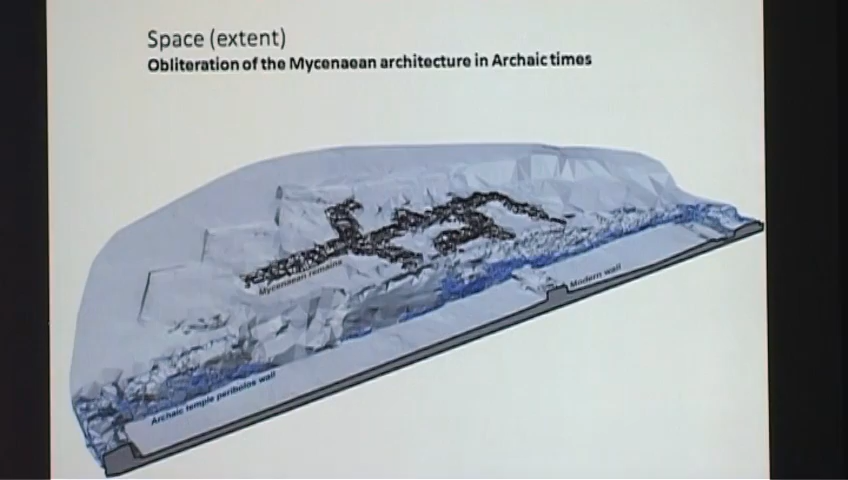 Space (extent)
Obliteration of the Mycenaean architecture in Archaic times
Mycenaean remains
Modern wall
Archaic temple peribolos wall